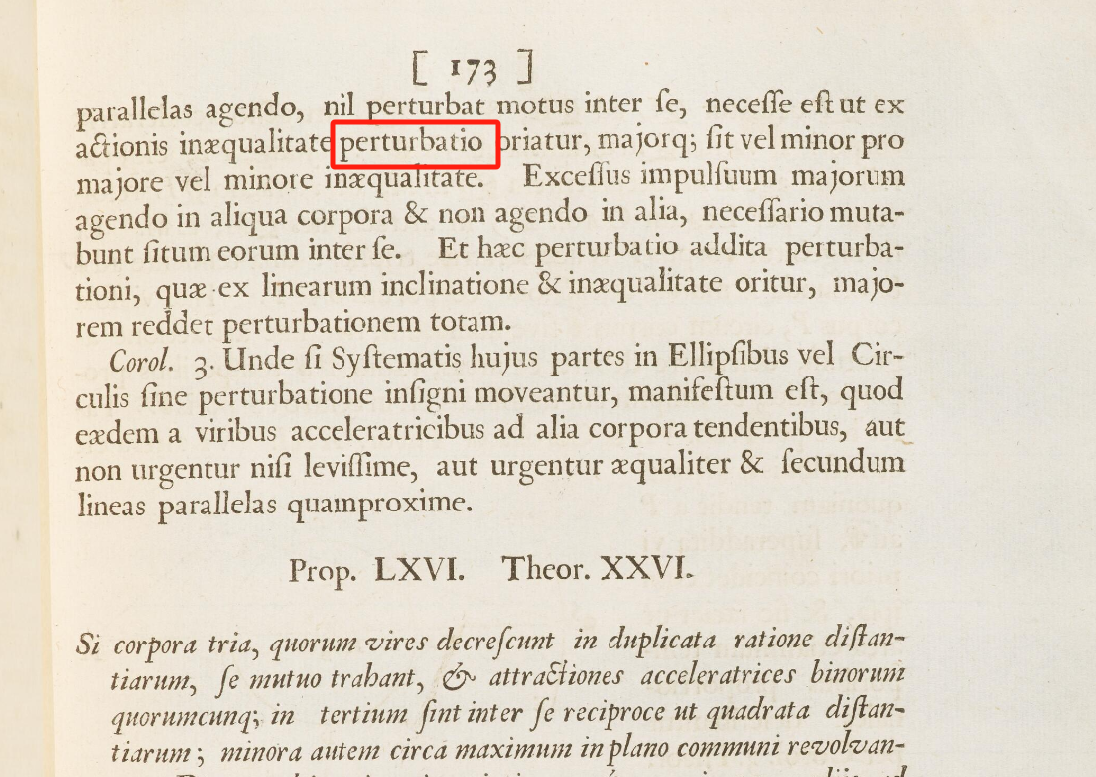 [ 173 ]
parallelas agendo, nil perturbat motus inter ſe, neceſſe eſt ut ex
actionis inæqualitate perturbatio oriatur, majorq; ſit vel minor pro
majore vel minore inæqualitate. Exceſſus impulſuum majorum
agendo in aliqua corpora & non agendo in alia, neceſſario muta-
bunt ſitum eorum inter ſe. Et hæc perturbatio addita perturba-
tioni, quæ ex linearum inclinatione & inæqualitate oritur, majo-
rem reddet perturbationem totam.
Corol. 3. Unde ſi Syſtematis hujus partes in Ellipſibus vel Cir-
culis ſine perturbatione inſigni moveantur, manifeſtum eſt, quod
eædem a viribus acceleratricibus ad alia corpora tendentibus, aut
non urgentur niſi leviſſime, aut urgentur æqualiter & ſecundum
lineas parallelas quamproxime.
Prop. LXVI. Theor. XXVI.
Si corpora tria, quorum vires decreſcunt in duplicata ratione diſtan-
tiarum, ſe mutuo trahant, & attractiones acceleratrices binorum
quorumcunq; in tertium ſint inter ſe reciproce ut quadrata diſtan-
tiarum; minora autem circa maximum in plano communi revolvan-